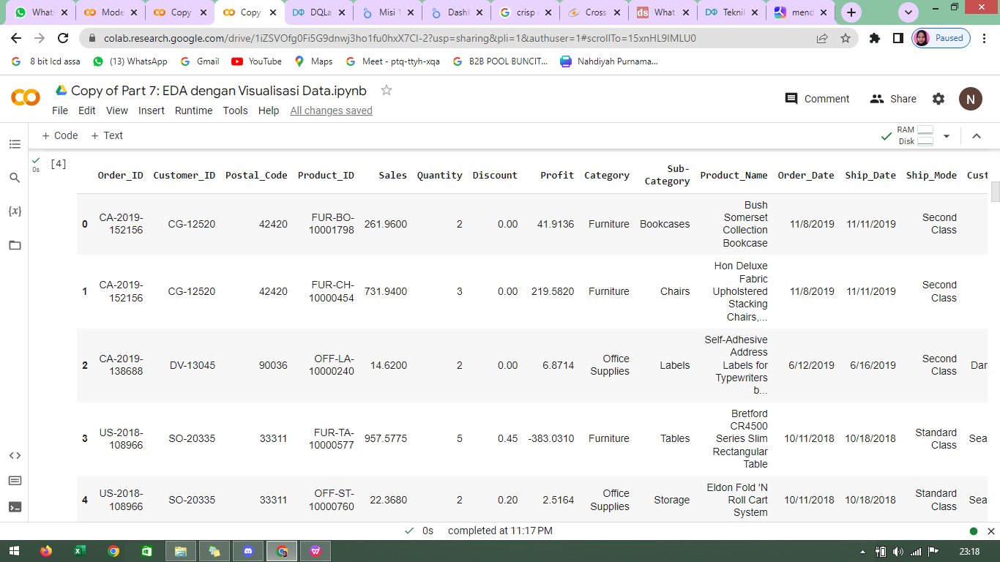 Whats
Mode
Copy
Copy
DQLa
Misi T
Dashb
crisp
Cross
What
Teknik
mend
colab.research.google.com/drive/1iZSVOfg0Fi5G9dnwj3ho1fu0hxX7CI-2?usp=sharing&pli=1&authuser=1#scrollTo=15xnHL9IMLU0
Paused
8 bit lcd assa
(13) WhatsApp
Gmail
YouTube
Maps
Meet - ptq-ttyh-xqa
B2B POOL BUNCIT...
Nahdiyah Purnama...
Copy of Part 7: EDA dengan Visualisasi Data.ipynb
Comment
Share
N
File Edit View Insert Runtime Tools Help All changes saved
+ Code + Text
RAM
Disk
0s
[4]
Order_ID Customer_ID Postal_Code Product_ID Sales Quantity Discount Profit Category Sub-Category Product_Name Order_Date Ship_Date Ship_Mode Cust
0 CA-2019-152156 CG-12520 42420 FUR-BO-10001798 261.9600 2 0.00 41.9136 Furniture Bookcases Bush Somerset Collection Bookcase 11/8/2019 11/11/2019 Second Class
1 CA-2019-152156 CG-12520 42420 FUR-CH-10000454 731.9400 3 0.00 219.5820 Furniture Chairs Hon Deluxe Fabric Upholstered Stacking Chairs,... 11/8/2019 11/11/2019 Second Class
2 CA-2019-138688 DV-13045 90036 OFF-LA-10000240 14.6200 2 0.00 6.8714 Office Supplies Labels Self-Adhesive Address Labels for Typewriters b... 6/12/2019 6/16/2019 Second Class Dar
3 US-2018-108966 SO-20335 33311 FUR-TA-10000577 957.5775 5 0.45 -383.0310 Furniture Tables Bretford CR4500 Series Slim Rectangular Table 10/11/2018 10/18/2018 Standard Class Sea
4 US-2018-108966 SO-20335 33311 OFF-ST-10000760 22.3680 2 0.20 2.5164 Office Supplies Storage Eldon Fold 'N Roll Cart System 10/11/2018 10/18/2018 Standard Class Sea
0s completed at 11:17 PM
23:18